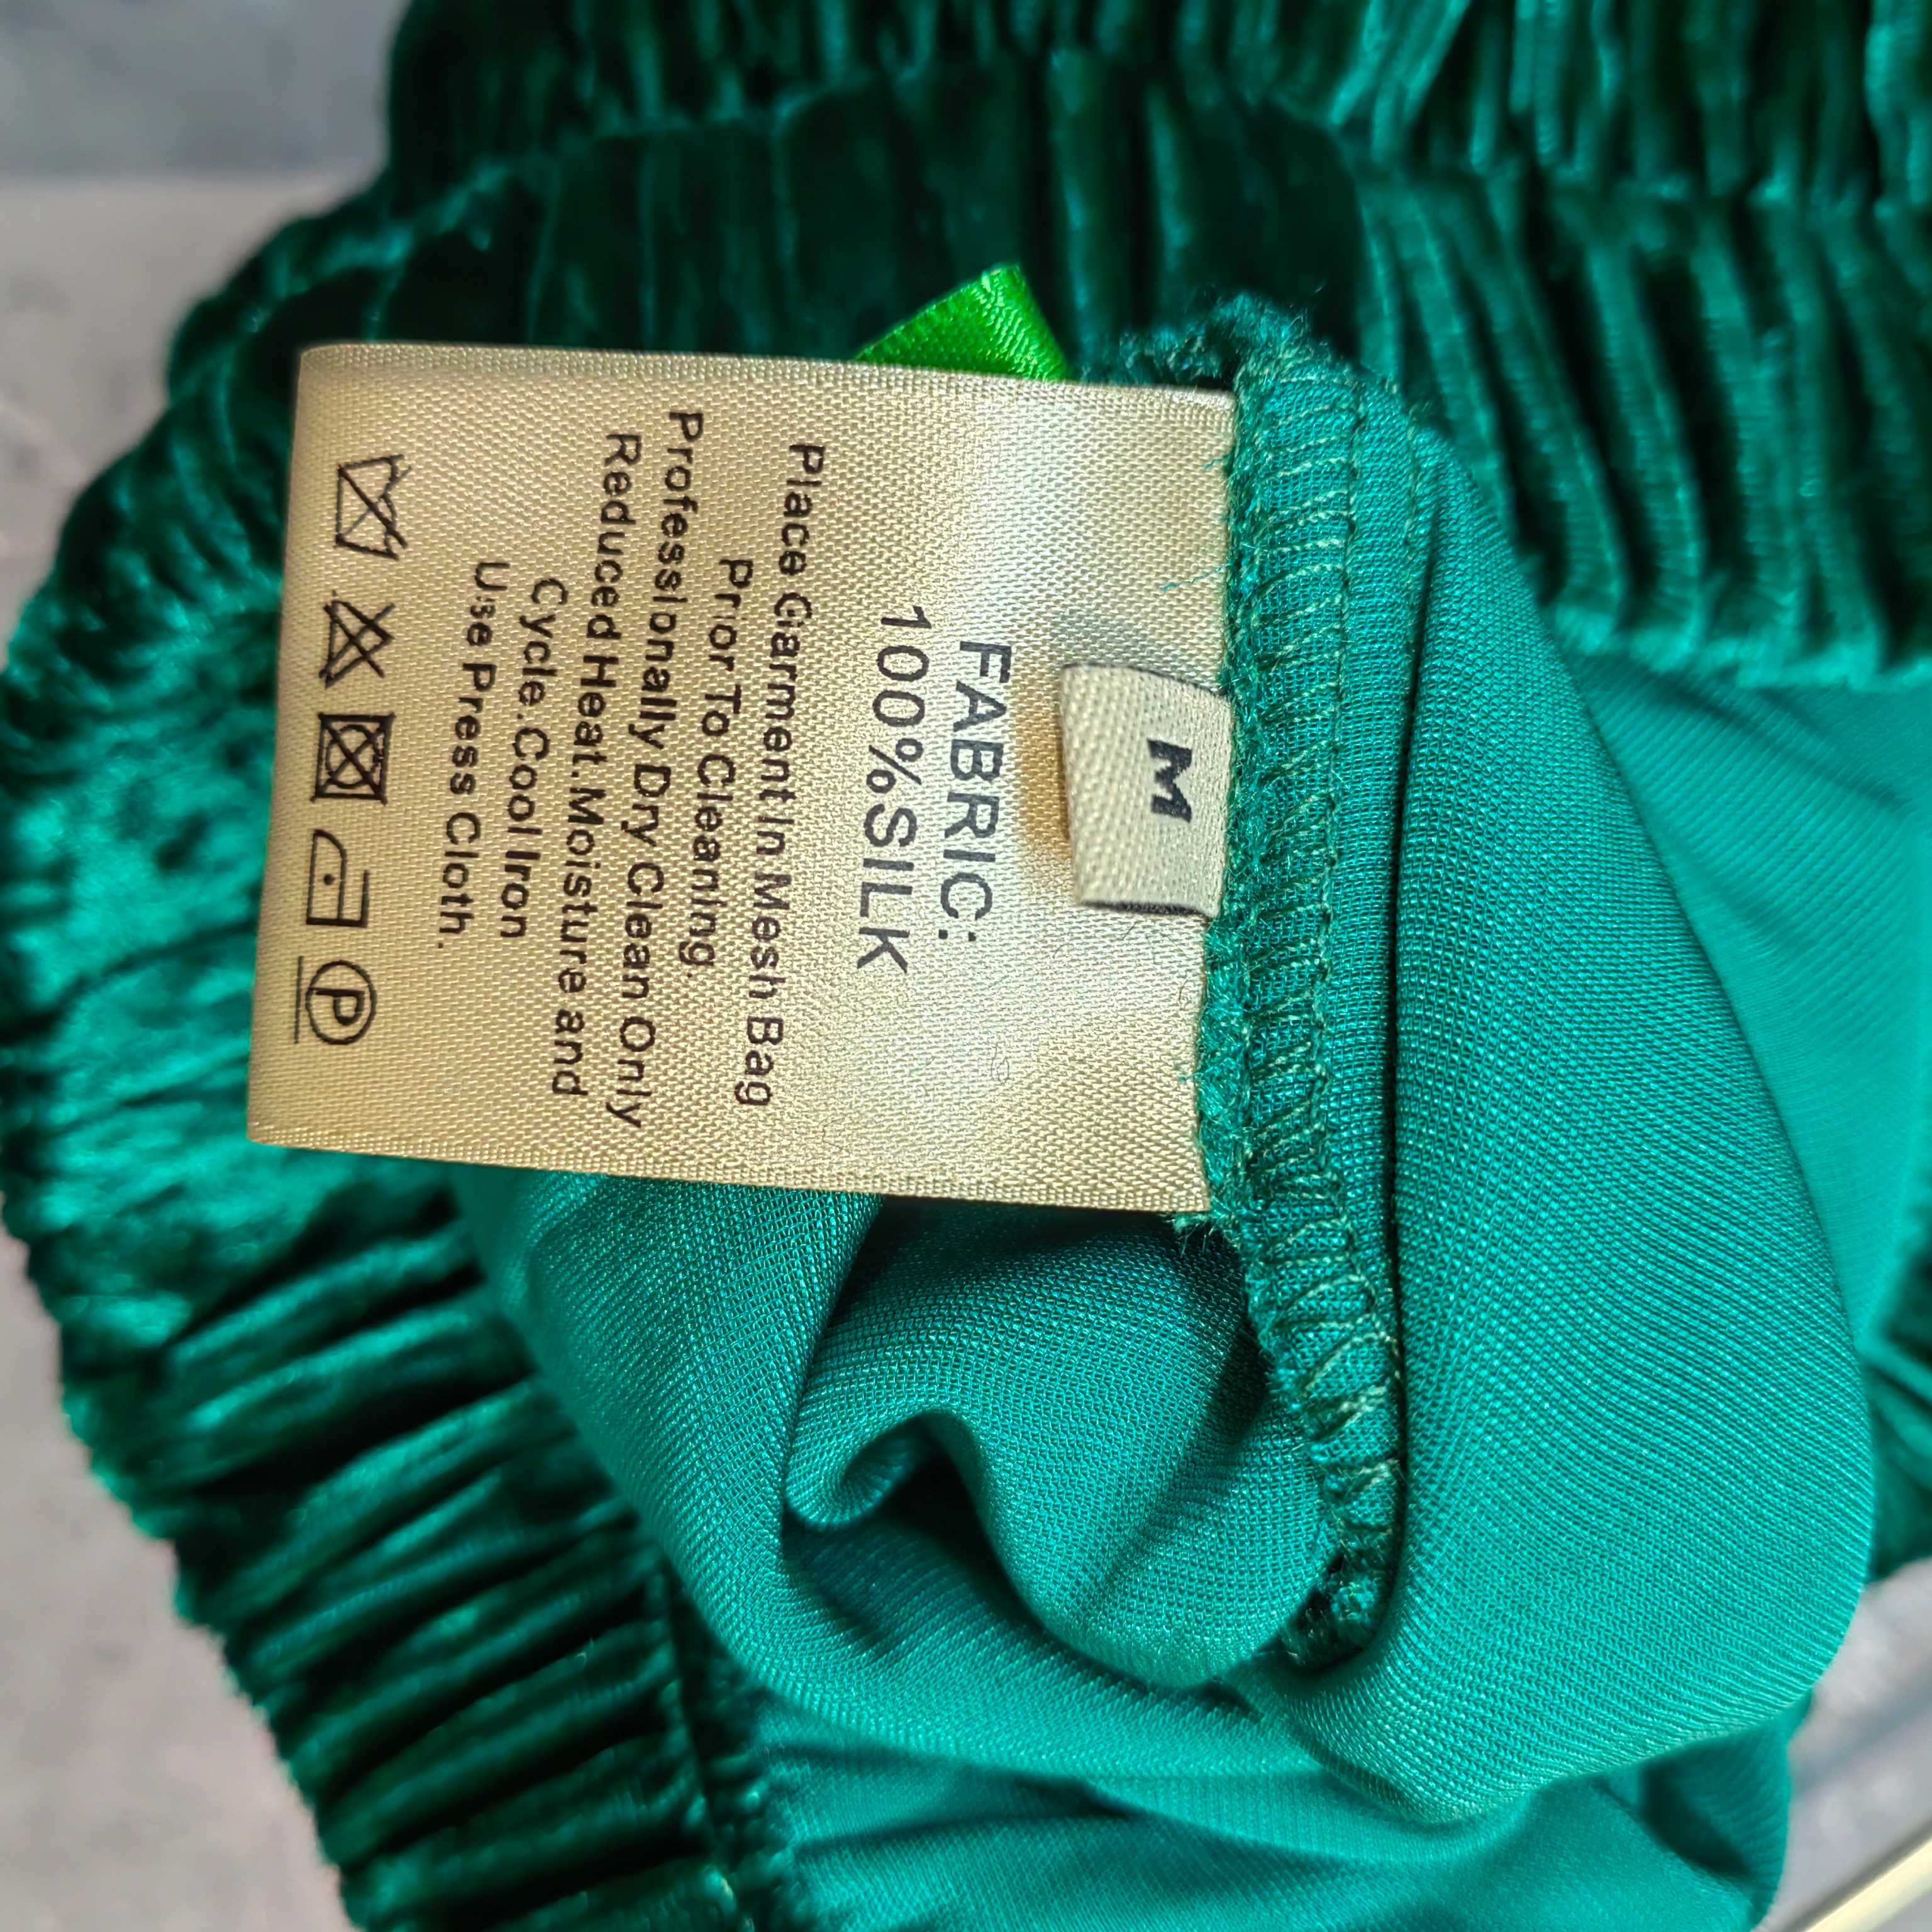 M
FABRIC:
100%SILK
Place Garment In Mesh Bag
Prior To Cleaning.
Professionally Dry Clean Only
Reduced Heat.Moisture and
Cycle.Cool Iron
Use Press Cloth.
P